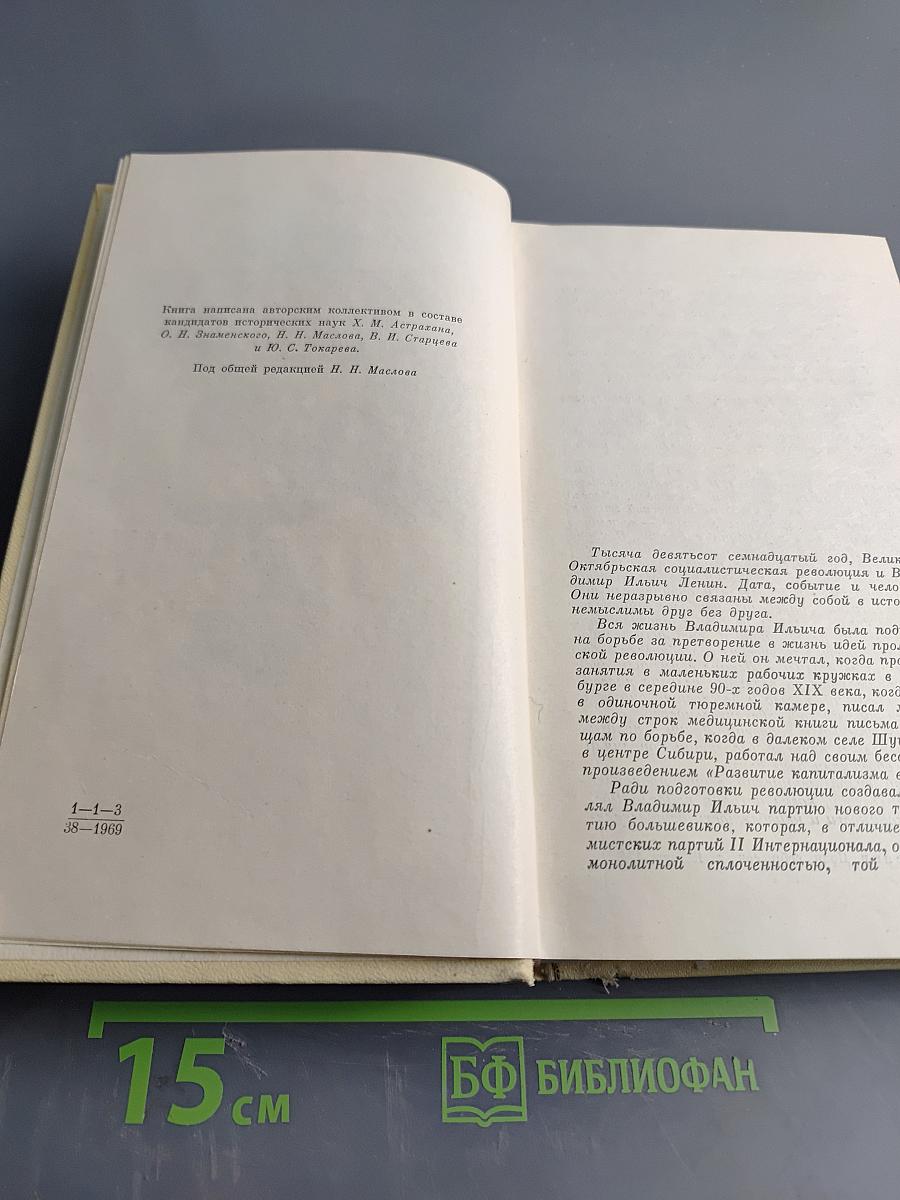 Книга написана авторским коллективом в составе
кандидатов исторических наук Х. М. Астрахана,
О. Н. Знаменского, Н. Н. Маслова, В. И. Старцева
и Ю. С. Токарева.
Под общей редакцией Н. Н. Маслова
1—1—3
38—1969
Тысяча девятьсот семнадцатый год, Велик
Октябрьская социалистическая революция и В
димир Ильич Ленин. Дата, событие и чело
Они неразрывно связаны между собой в исто
немыслимы друг без друга.
Вся жизнь Владимира Ильича была под
на борьбе за претворение в жизнь идей прол
ской революции. О ней он мечтал, когда про
занятия в маленьких рабочих кружках в
бурге в середине 90-х годов XIX века, когд
в одиночной тюремной камере, писал
между строк медицинской книги письма
щам по борьбе, когда в далеком селе Шу
в центре Сибири, работал над своим бесс
произведением «Развитие капитализма в
Ради подготовки революции создава
лял Владимир Ильич партию нового т
тию большевиков, которая, в отличие
мистских партий II Интернационала, о
монолитной сплоченностью, той
15 см
БФ БИБЛИОФАН